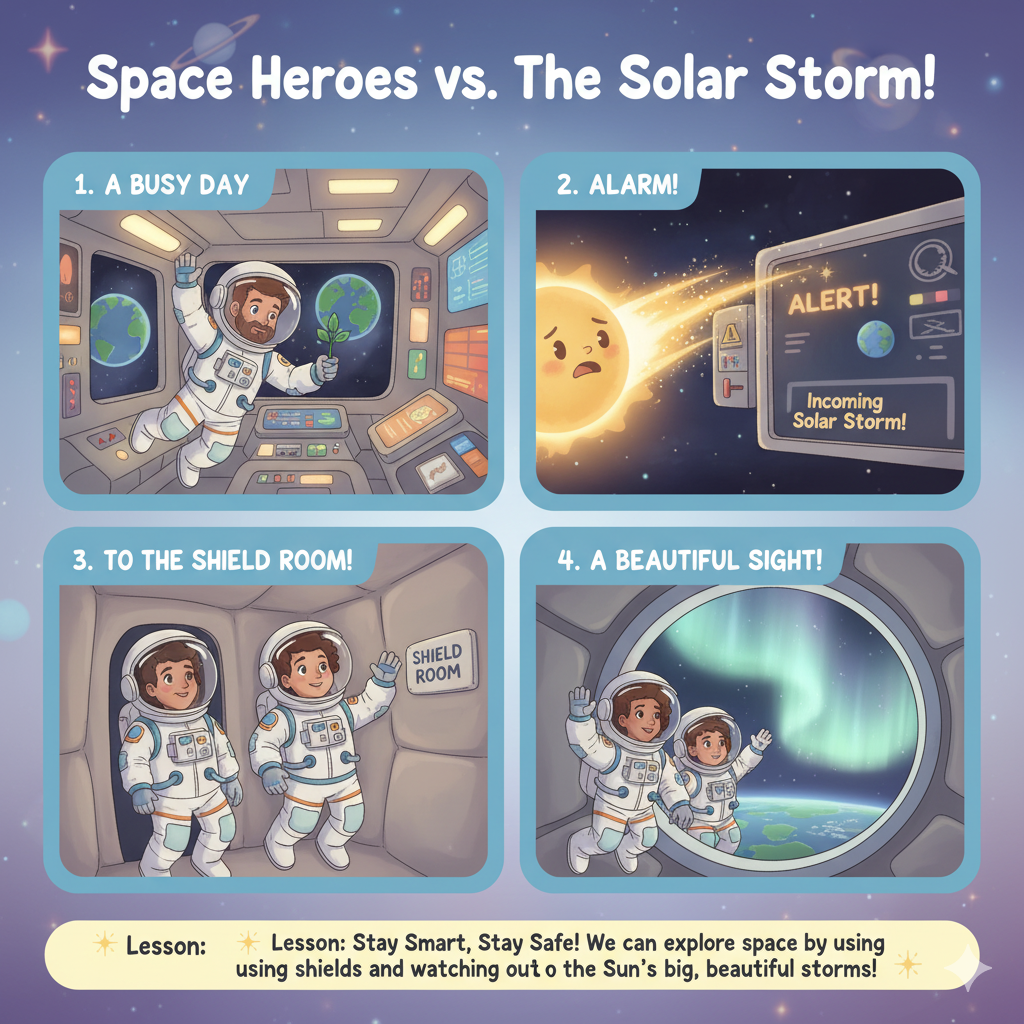 Space Heroes vs. The Solar Storm!
1. A BUSY DAY
2. ALARM!
ALERT!
Incoming
Solar Storm!
3. TO THE SHIELD ROOM!
SHIELD
ROOM
4. A BEAUTIFUL SIGHT!
Lesson:
Lesson: Stay Smart, Stay Safe! We can explore space by using
using shields and watching out o the Sun's big, beautiful storms!